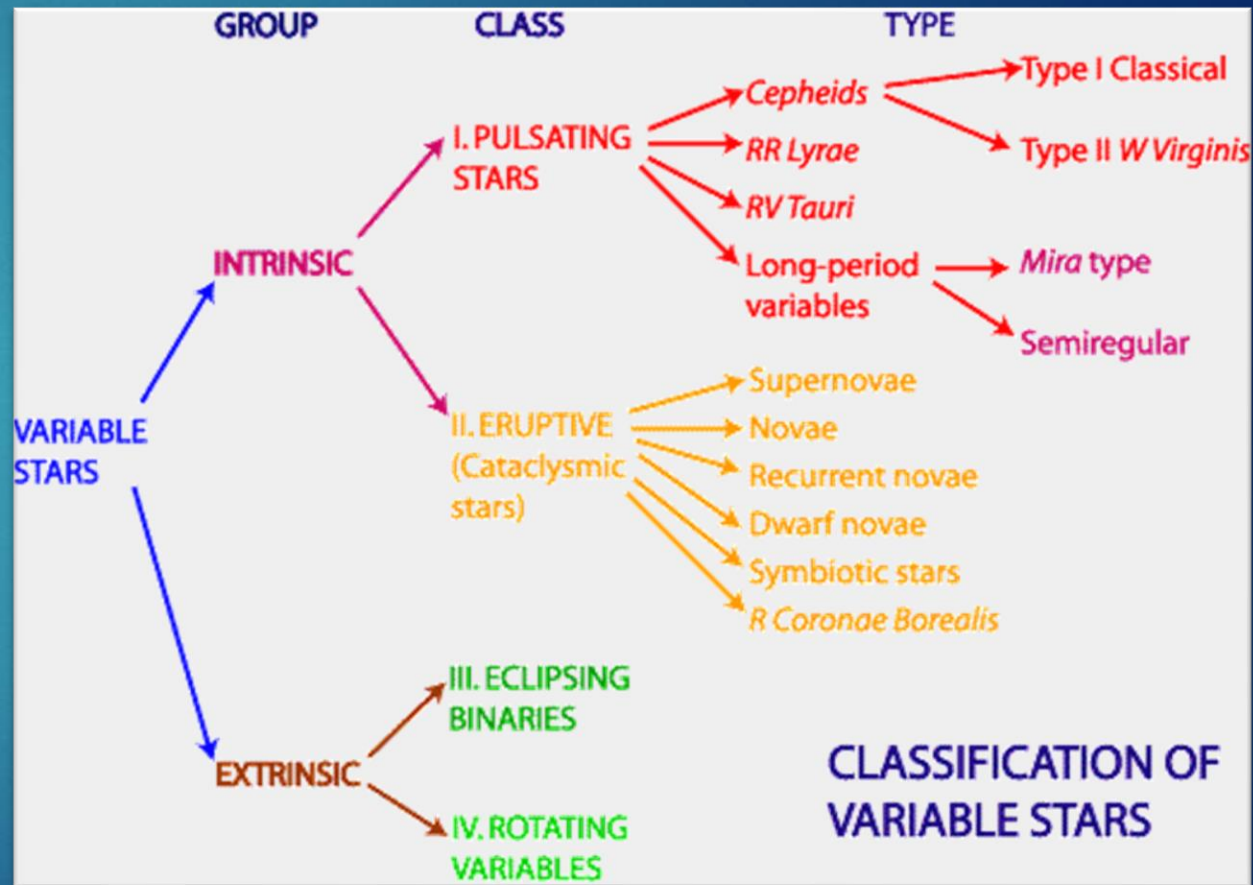 GROUP CLASS TYPE
VARIABLE
STARS
INTRINSIC
I. PULSATING
STARS
Cepheids
Type I Classical
Type II W Virginis
RR Lyrae
RV Tauri
Long-period
variables
Mira type
Semiregular
II. ERUPTIVE
(Cataclysmic
stars)
Supernovae
Novae
Recurrent novae
Dwarf novae
Symbiotic stars
R Coronae Borealis
EXTRINSIC
III. ECLIPSING
BINARIES
IV. ROTATING
VARIABLES
CLASSIFICATION OF
VARIABLE STARS